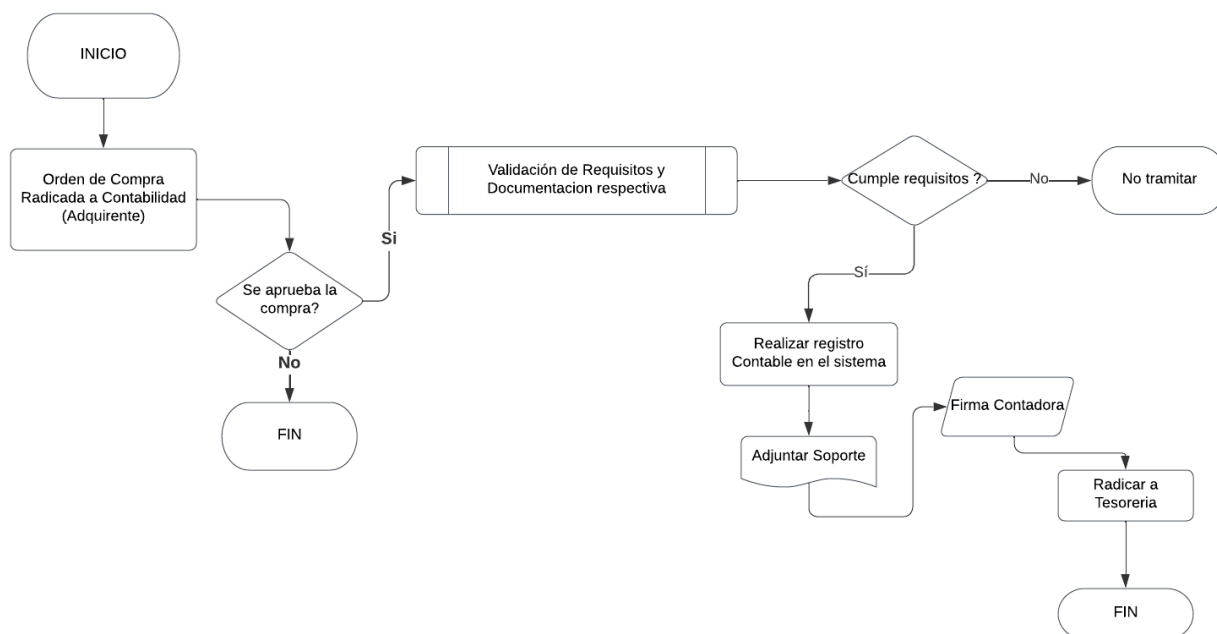 INICIO
Orden de Compra
Radicada a Contabilidad
(Adquirente)
Se aprueba la
compra?
Si
No
FIN
Validación de Requisitos y
Documentacion respectiva
Cumple requisitos ?
No
No tramitar
Sí
Realizar registro
Contable en el sistema
Adjuntar Soporte
Firma Contadora
Radicar a
Tesoreria
FIN